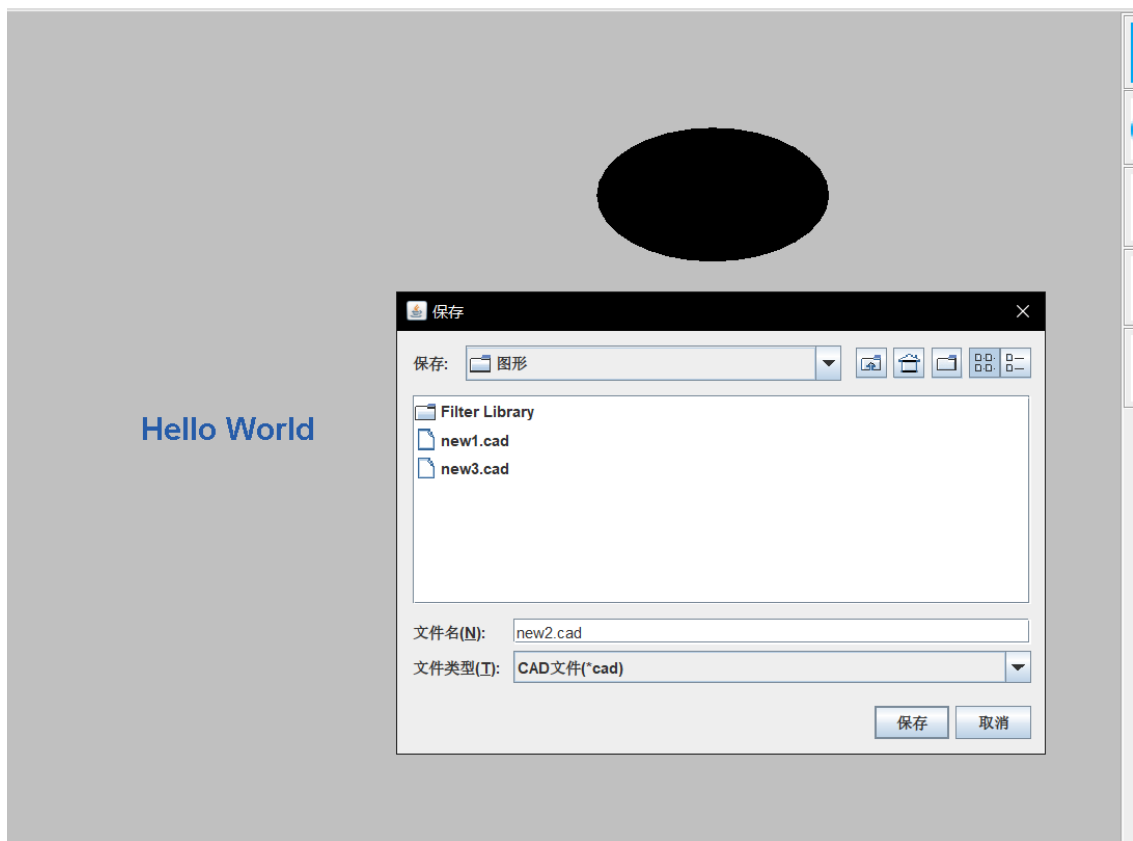 保存
保存: 图形
Filter Library
new1.cad
new3.cad
Hello World
文件名(N): new2.cad
文件类型(T): CAD文件(*cad)
保存 取消